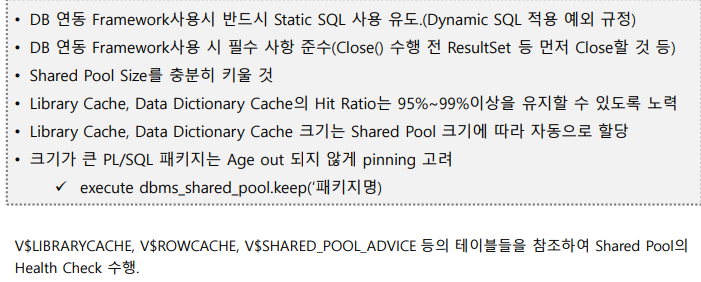 • DB 연동 Framework사용시 반드시 Static SQL 사용 유도.(Dynamic SQL 적용 예외 규정)
• DB 연동 Framework사용 시 필수 사항 준수(Close() 수행 전 ResultSet 등 먼저 Close할 것 등)
• Shared Pool Size를 충분히 키울 것
• Library Cache, Data Dictionary Cache의 Hit Ratio는 95%~99%이상을 유지할 수 있도록 노력
• Library Cache, Data Dictionary Cache 크기는 Shared Pool 크기에 따라 자동으로 할당
• 크기가 큰 PL/SQL 패키지는 Age out 되지 않게 pinning 고려
✓ execute dbms_shared_pool.keep('패키지명)
V$LIBRARYCACHE, V$ROWCACHE, V$SHARED_POOL_ADVICE 등의 테이블들을 참조하여 Shared Pool의
Health Check 수행.